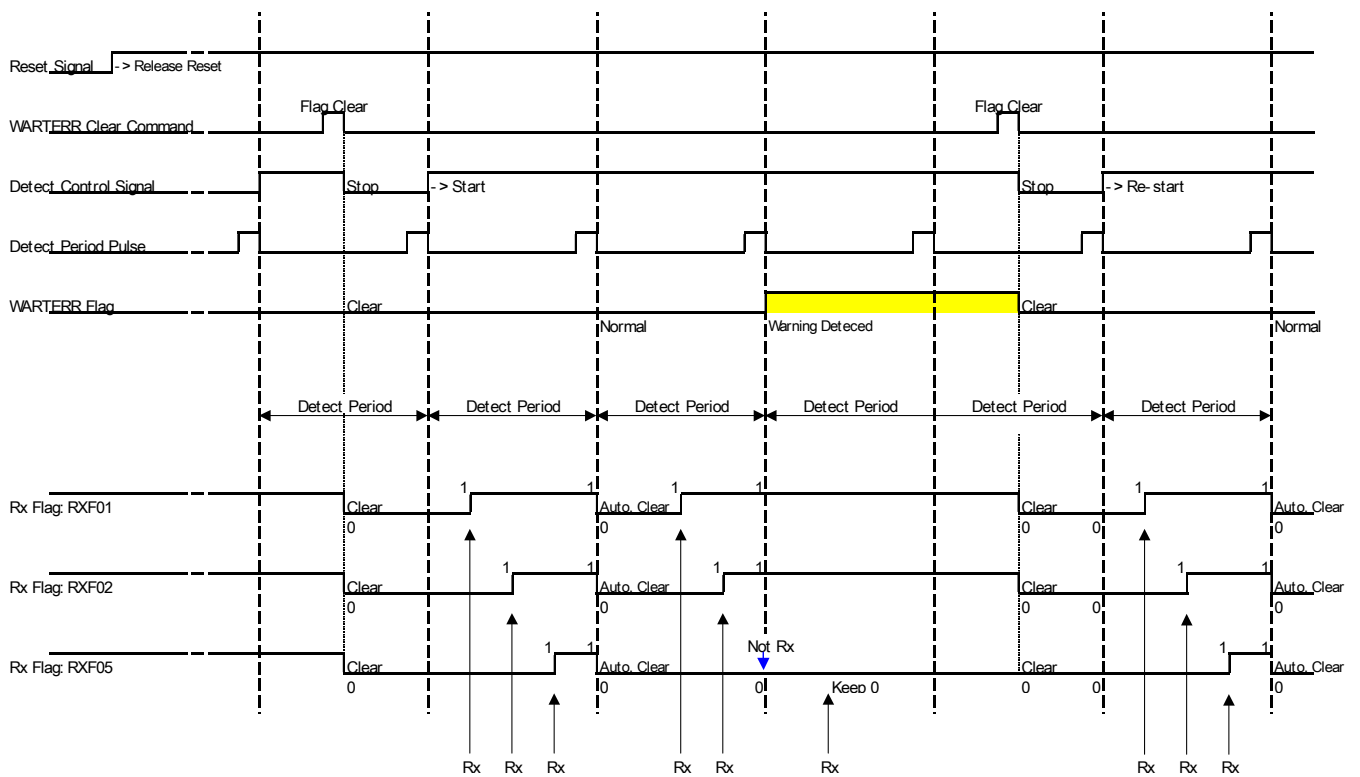 Reset Signal -> Release Reset
Flag Clear Flag Clear
WARTERR Clear Command
Detect Control Signal Stop -> Start Stop -> Re-start
Detect Period Pulse
WARTERR Flag Clear Clear
Normal Warning Deteced Normal
Detect Period Detect Period Detect Period Detect Period Detect Period Detect Period
1 1 1 1 1 1
Rx Flag: RXF01 Clear Auto. Clear Clear Auto. Clear
0 0 0 0 0
1 1 1 1 1 1
Rx Flag: RXF02 Clear Auto. Clear Clear Auto. Clear
0 0 0 0 0
1 1 Not Rx 1 1
Rx Flag: RXF05 Clear Auto. Clear Clear Auto. Clear
0 0 0 Keep 0 0 0 0
Rx Rx Rx Rx Rx Rx Rx Rx Rx